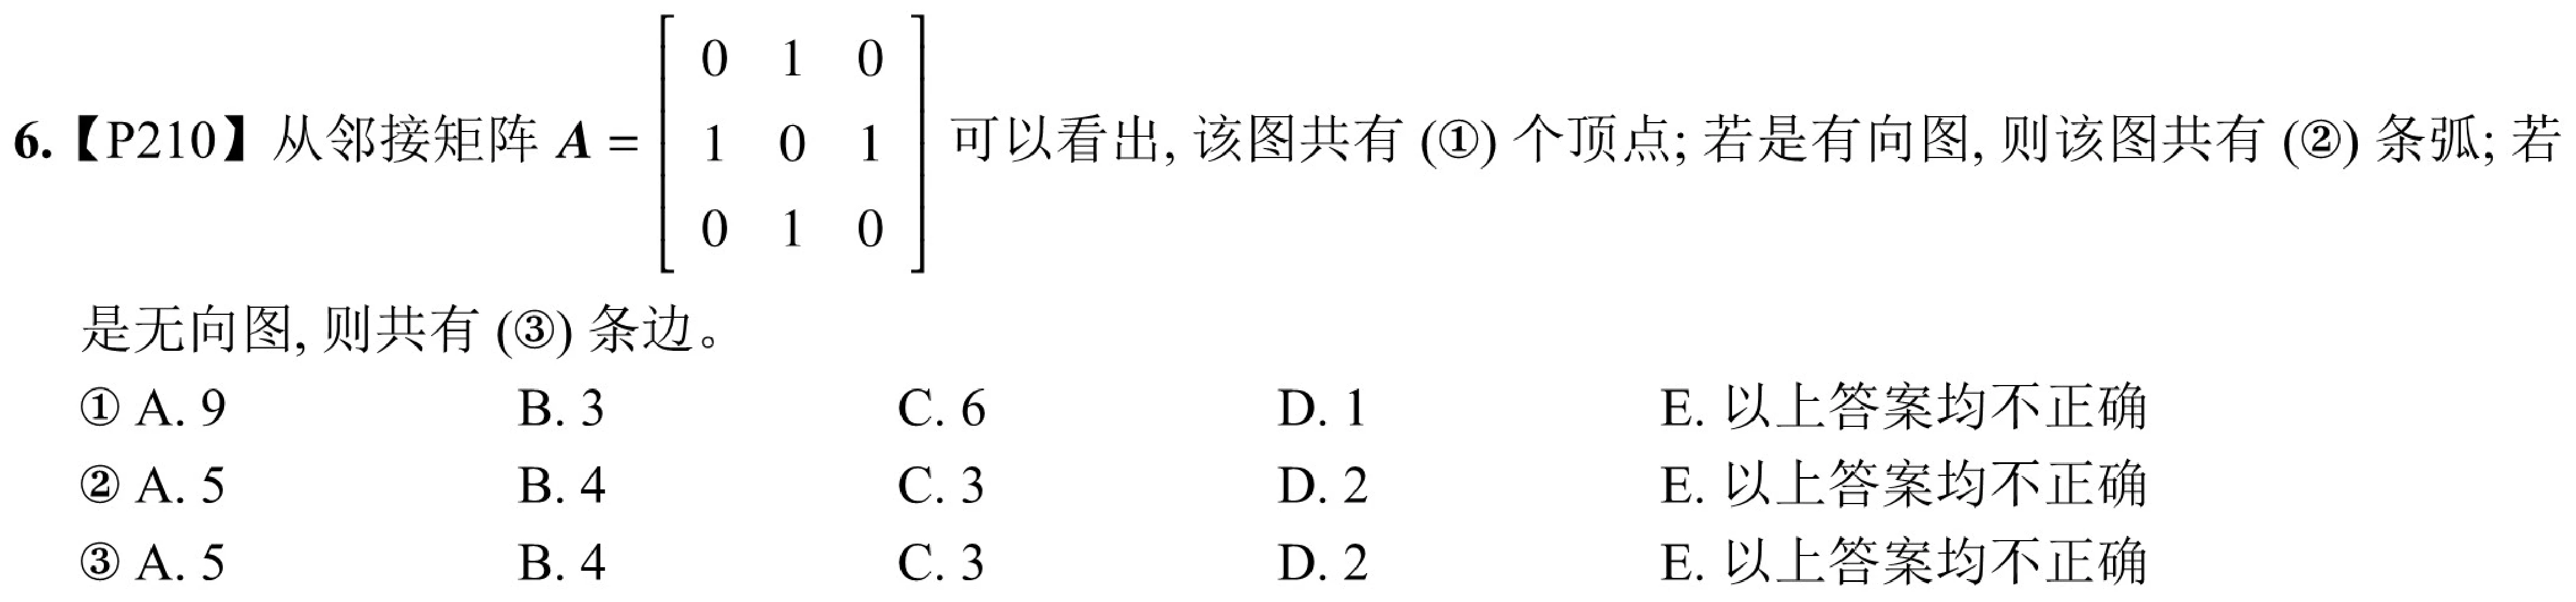 6.【P210】从邻接矩阵 A = [ 0 1 0
1 0 1
0 1 0 ] 可以看出, 该图共有 (①) 个顶点; 若是有向图, 则该图共有 (②) 条弧; 若
是无向图, 则共有 (③) 条边。
① A. 9 B. 3 C. 6 D. 1 E. 以上答案均不正确
② A. 5 B. 4 C. 3 D. 2 E. 以上答案均不正确
③ A. 5 B. 4 C. 3 D. 2 E. 以上答案均不正确